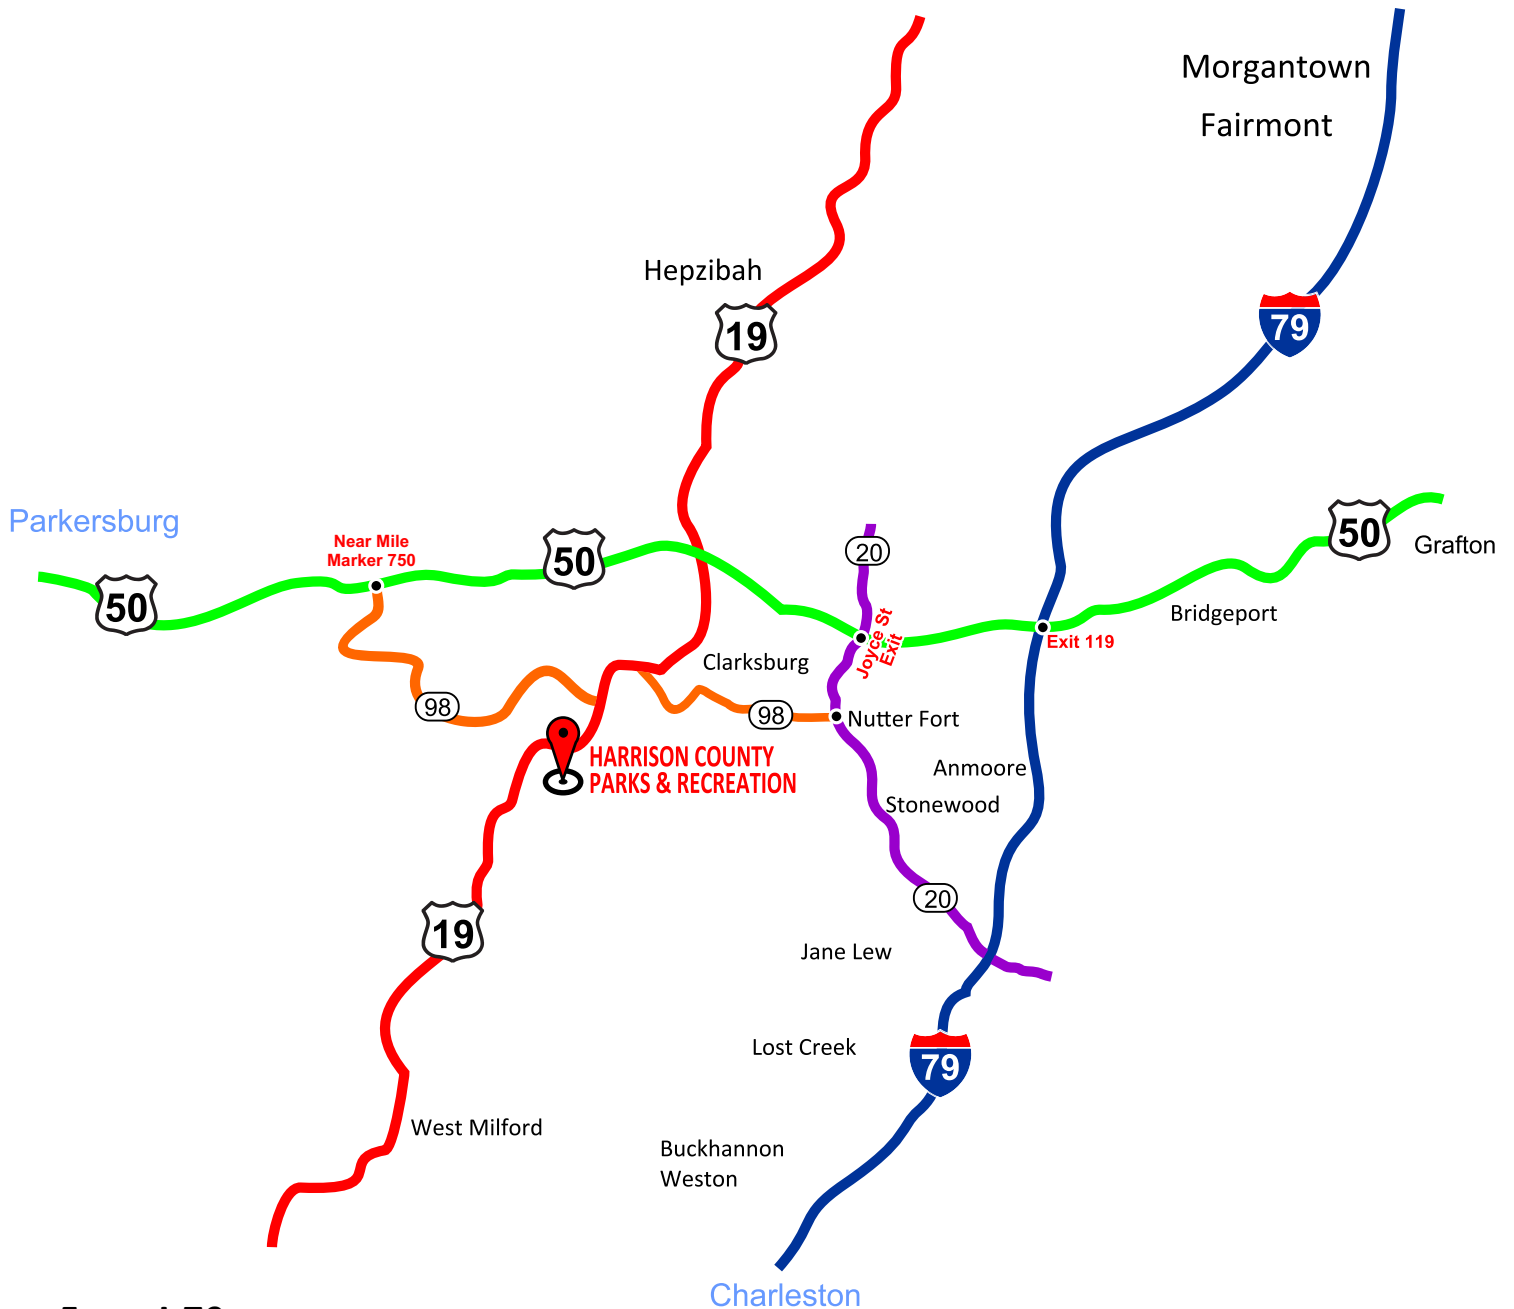 Morgantown
Fairmont
Hepzibah
19
79
Parkersburg
50
Near Mile
Marker 750
50
20
50
Grafton
Joyce St
Exit
Bridgeport
Exit 119
Clarksburg
98
98
Nutter Fort
HARRISON COUNTY
PARKS & RECREATION
Anmoore
Stonewood
20
19
Jane Lew
Lost Creek
79
West Milford
Buckhannon
Weston
Charleston